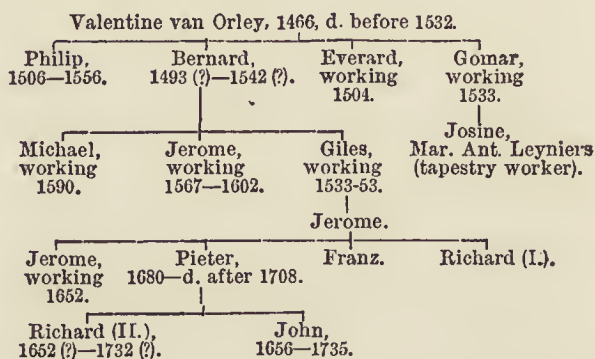 Valentine van Orley, 1466, d. before 1532.
Philip, Bernard, Everard, Gomar,
1506—1556. 1493 (?)—1542 (?). working working
1504. 1533.
Josine,
Michael, Jerome, Giles, Mar. Ant. Leyniers
working working working (tapestry worker).
1590. 1567—1602. 1533-53.
Jerome.
Jerome, Pieter, Franz. Richard (I.).
working 1680—d. after 1708.
1652.
Richard (II.), John,
1652 (?)—1732 (?). 1656—1735.